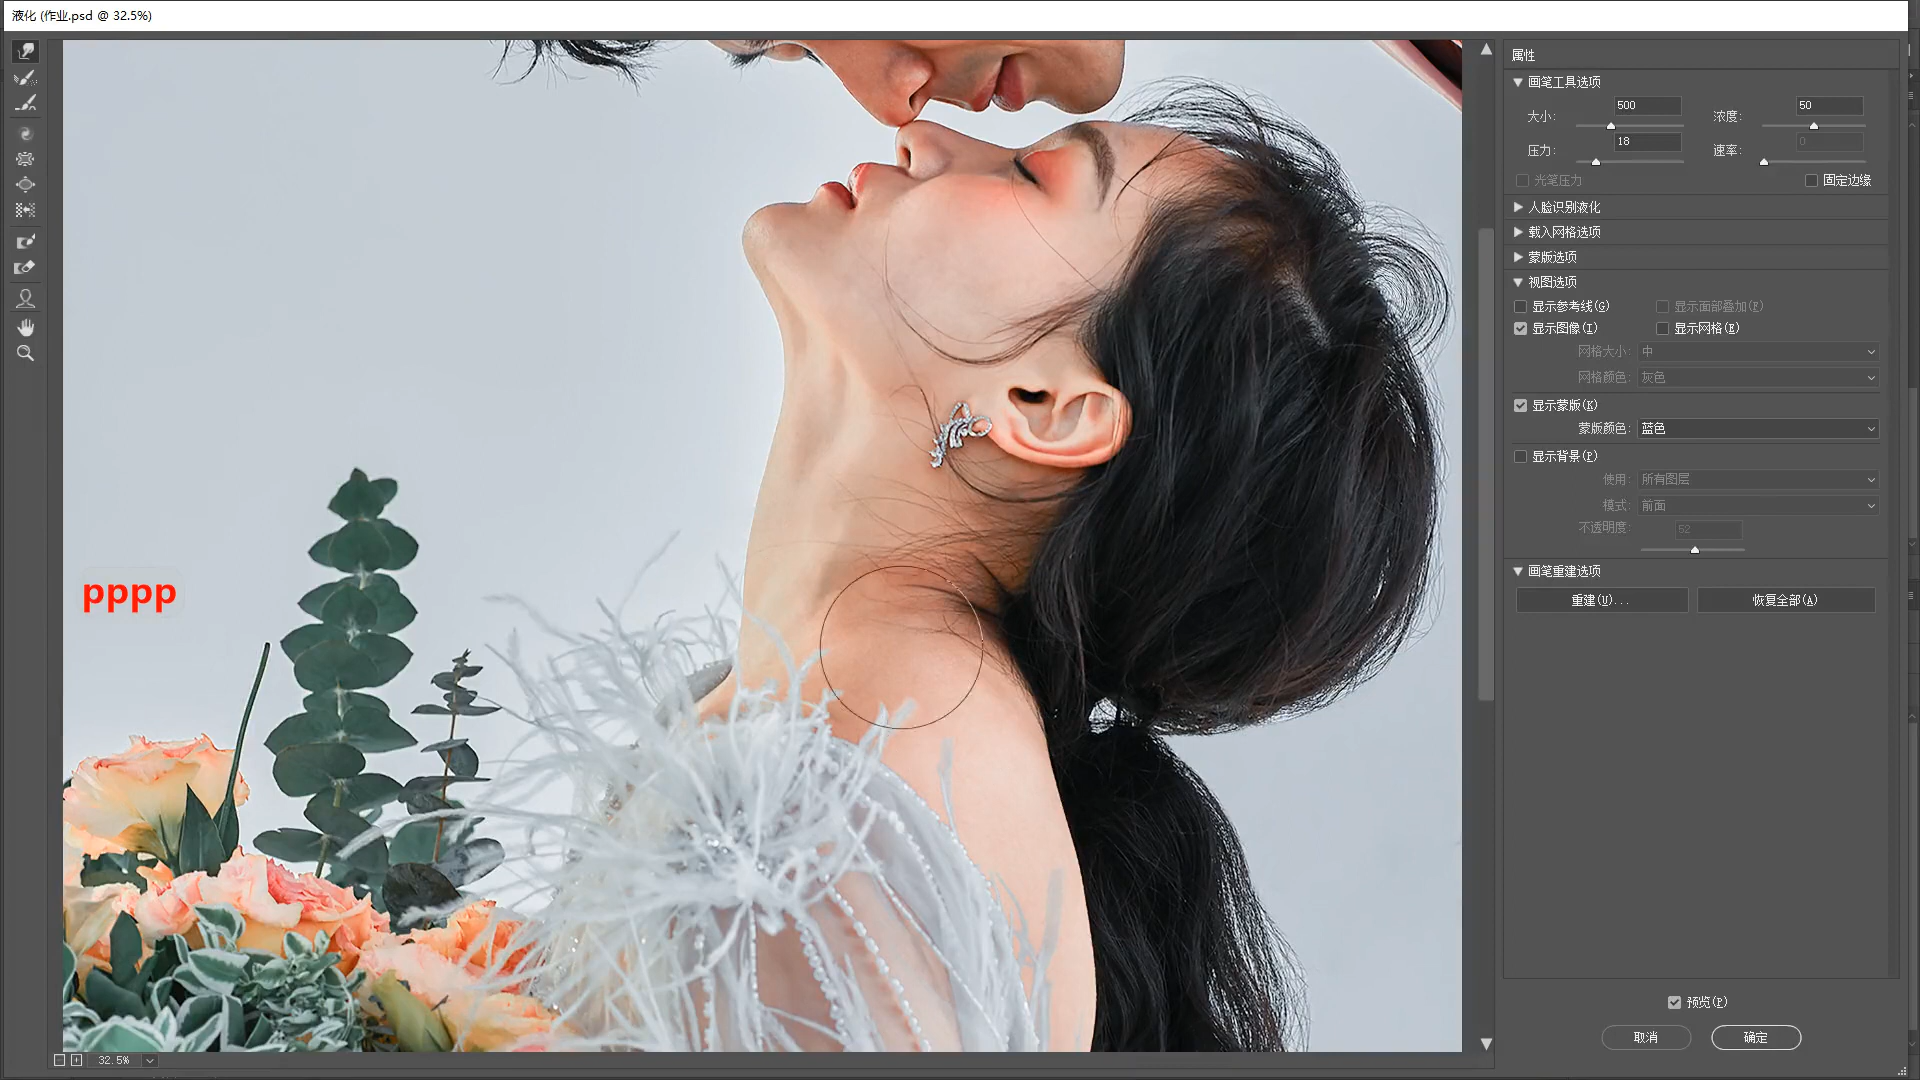 液化 (作业.psd @ 32.5%)
属性
画笔工具选项
大小: 500
浓度: 50
压力: 18
速率: 0
光笔压力
固定边缘
人脸识别液化
载入网格选项
蒙版选项
视图选项
显示参考线(G)
显示面部叠加(F)
显示图像(I)
显示网格(E)
网格大小: 中
网格颜色: 灰色
显示蒙版(K)
蒙版颜色: 蓝色
显示背景(P)
使用: 所有图层
模式: 前面
不透明度: 52
画笔重建选项
重建(U)...
恢复全部(A)
pppp
预览(P)
取消
确定
32.5%